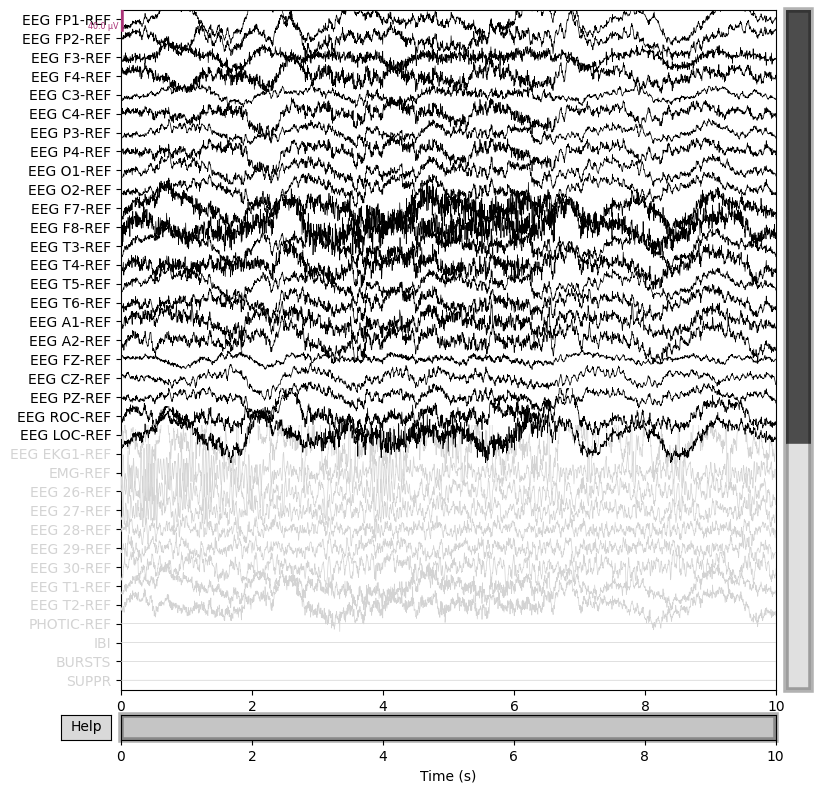 EEG FP1-REF
40.0 µV
EEG FP2-REF
EEG F3-REF
EEG F4-REF
EEG C3-REF
EEG C4-REF
EEG P3-REF
EEG P4-REF
EEG O1-REF
EEG O2-REF
EEG F7-REF
EEG F8-REF
EEG T3-REF
EEG T4-REF
EEG T5-REF
EEG T6-REF
EEG A1-REF
EEG A2-REF
EEG FZ-REF
EEG CZ-REF
EEG PZ-REF
EEG ROC-REF
EEG LOC-REF
EEG EKG1-REF
EMG-REF
EEG 26-REF
EEG 27-REF
EEG 28-REF
EEG 29-REF
EEG 30-REF
EEG T1-REF
EEG T2-REF
PHOTIC-REF
IBI
BURSTS
SUPPR
0 2 4 6 8 10
Help
0 2 4 6 8 10
Time (s)